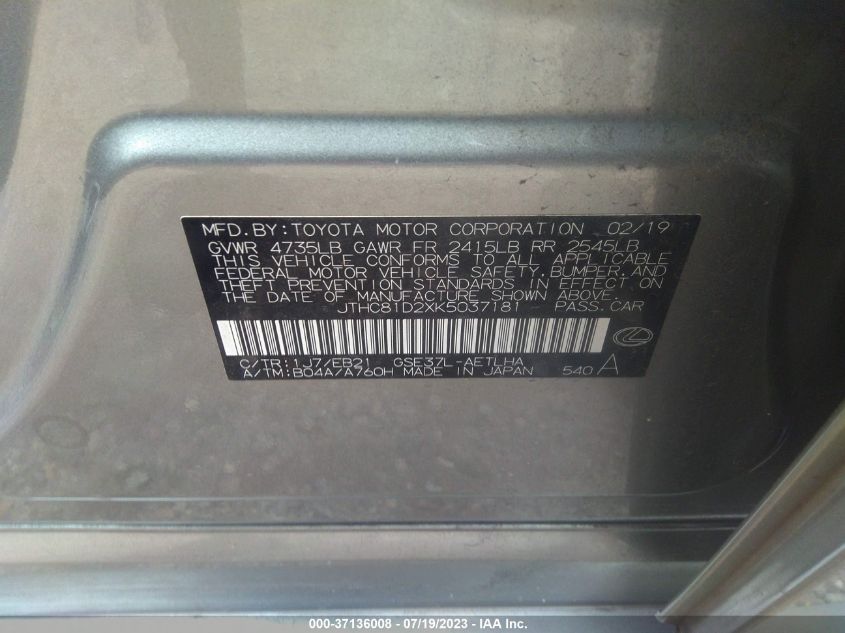 MFD.BY:TOYOTA MOTOR CORPORATION 02/19
GVWR 4735LB GAWR FR 2415LB RR 2545LB
THIS VEHICLE CONFORMS TO ALL APPLICABLE
FEDERAL MOTOR VEHICLE SAFETY,BUMPER,AND
THEFT PREVENTION STANDARDS IN EFFECT ON
THE DATE OF MANUFACTURE SHOWN ABOVE.
JTHC81D2XK5037181 PASS.CAR
C/TR:1J7/EB21 GSE37L-AETLHA
A/TM:B04A/A760H MADE IN JAPAN 540 A
000-37136008 - 07/19/2023 - IAA Inc.